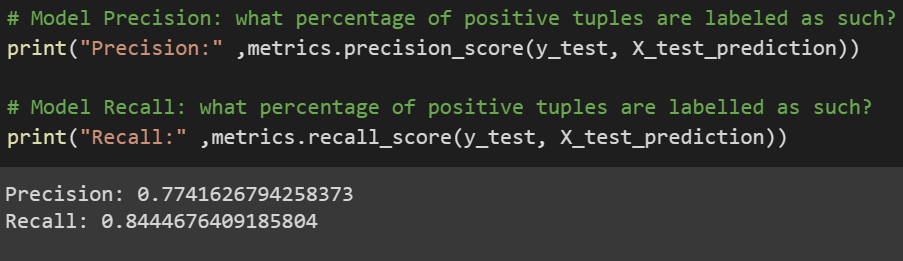 # Model Precision: what percentage of positive tuples are labeled as such?
print("Precision:" ,metrics.precision_score(y_test, X_test_prediction))
# Model Recall: what percentage of positive tuples are labelled as such?
print("Recall:" ,metrics.recall_score(y_test, X_test_prediction))
Precision: 0.7741626794258373
Recall: 0.8444676409185804